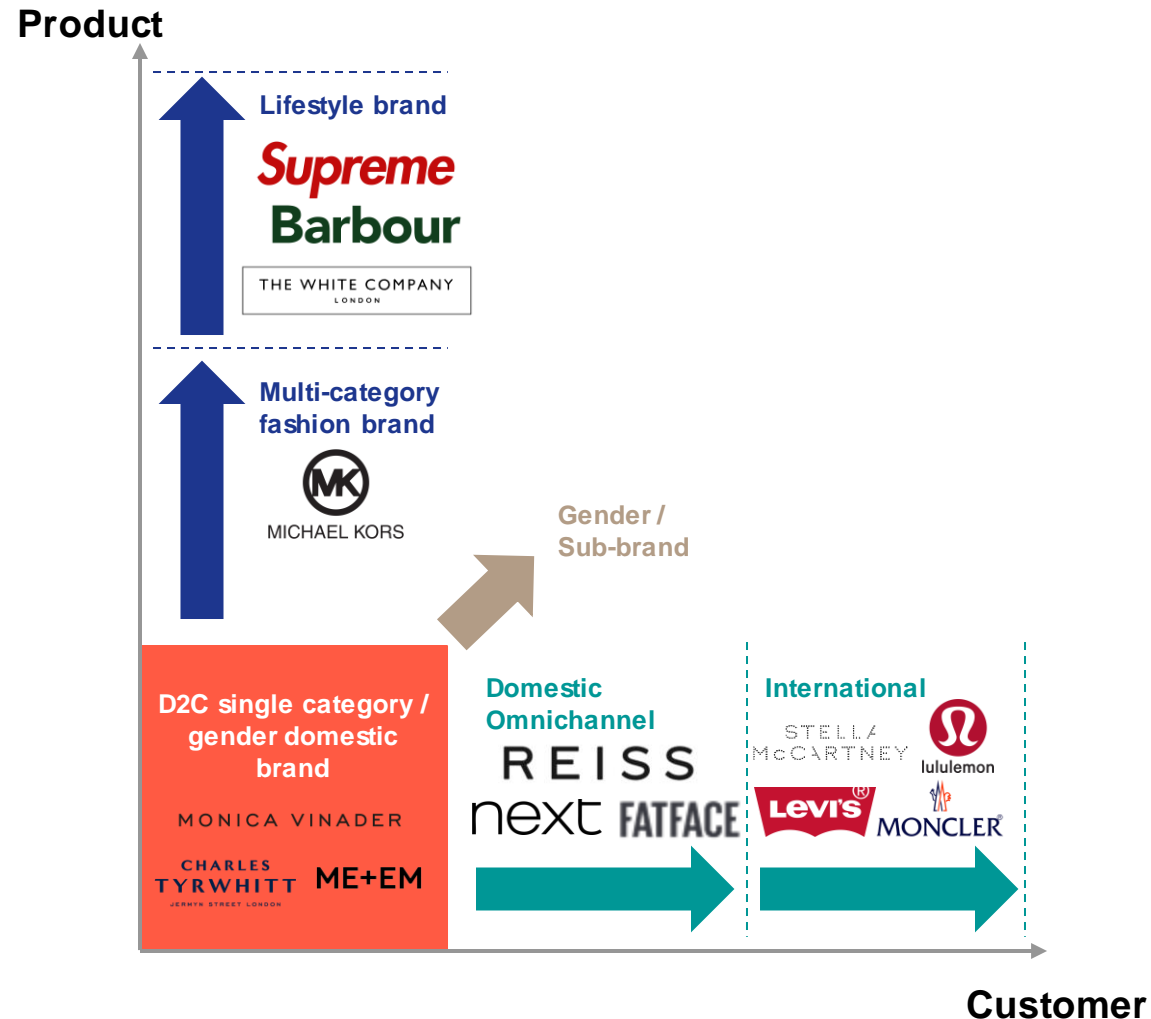 Product
Lifestyle brand
Supreme
Barbour
THE WHITE COMPANY
LONDON
Multi-category
fashion brand
MK
MICHAEL KORS
Gender /
Sub-brand
D2C single category /
gender domestic
brand
MONICA VINADER
CHARLES
TYRWHITT
JERMYN STREET LONDON
ME+EM
Domestic
Omnichannel
REISS
next
FATFACE
International
STELLA
McCARTNEY
lululemon
LEVI'S®
MONCLER
Customer